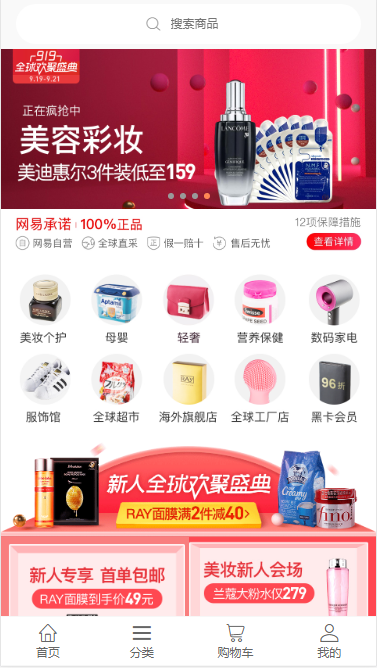 搜索商品
919
全球欢聚盛典
9.19-9.21
正在疯抢中
美容彩妆
美迪惠尔3件装低至159
LANCOME
网易承诺 100%正品
12项保障措施
网易自营 全球直采 假一赔十 售后无忧
查看详情
Aptamil
美妆个护 母婴 轻奢 营养保健 数码家电
RAY
96折
服饰馆 全球超市 海外旗舰店 全球工厂店 黑卡会员
新人全球欢聚盛典
RAY面膜满2件减40>
fino
新人专享 首单包邮
RAY面膜到手价49元
美妆新人会场
兰蔻大粉水仅279
首页 分类 购物车 我的